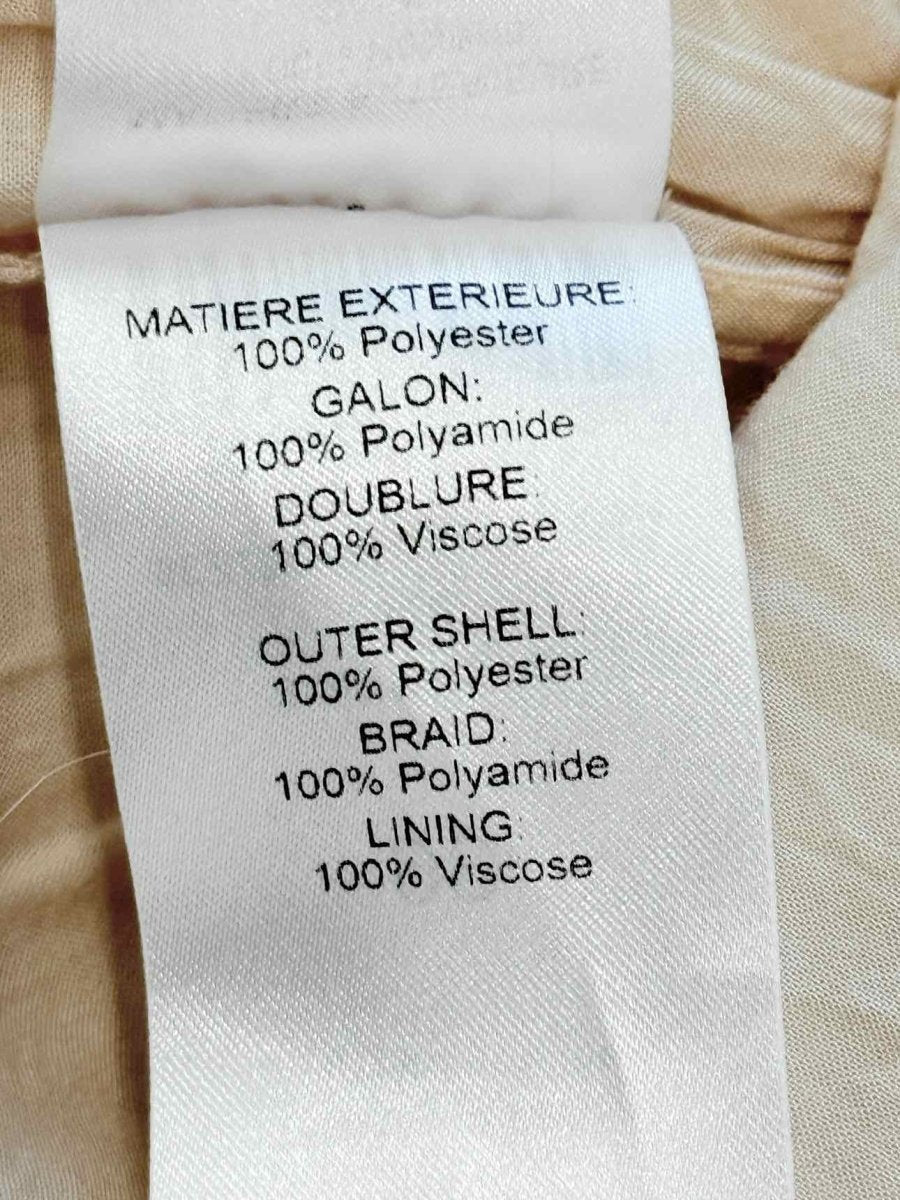 MATIERE EXTERIEURE:
100% Polyester
GALON:
100% Polyamide
DOUBLURE:
100% Viscose
OUTER SHELL:
100% Polyester
BRAID:
100% Polyamide
LINING:
100% Viscose